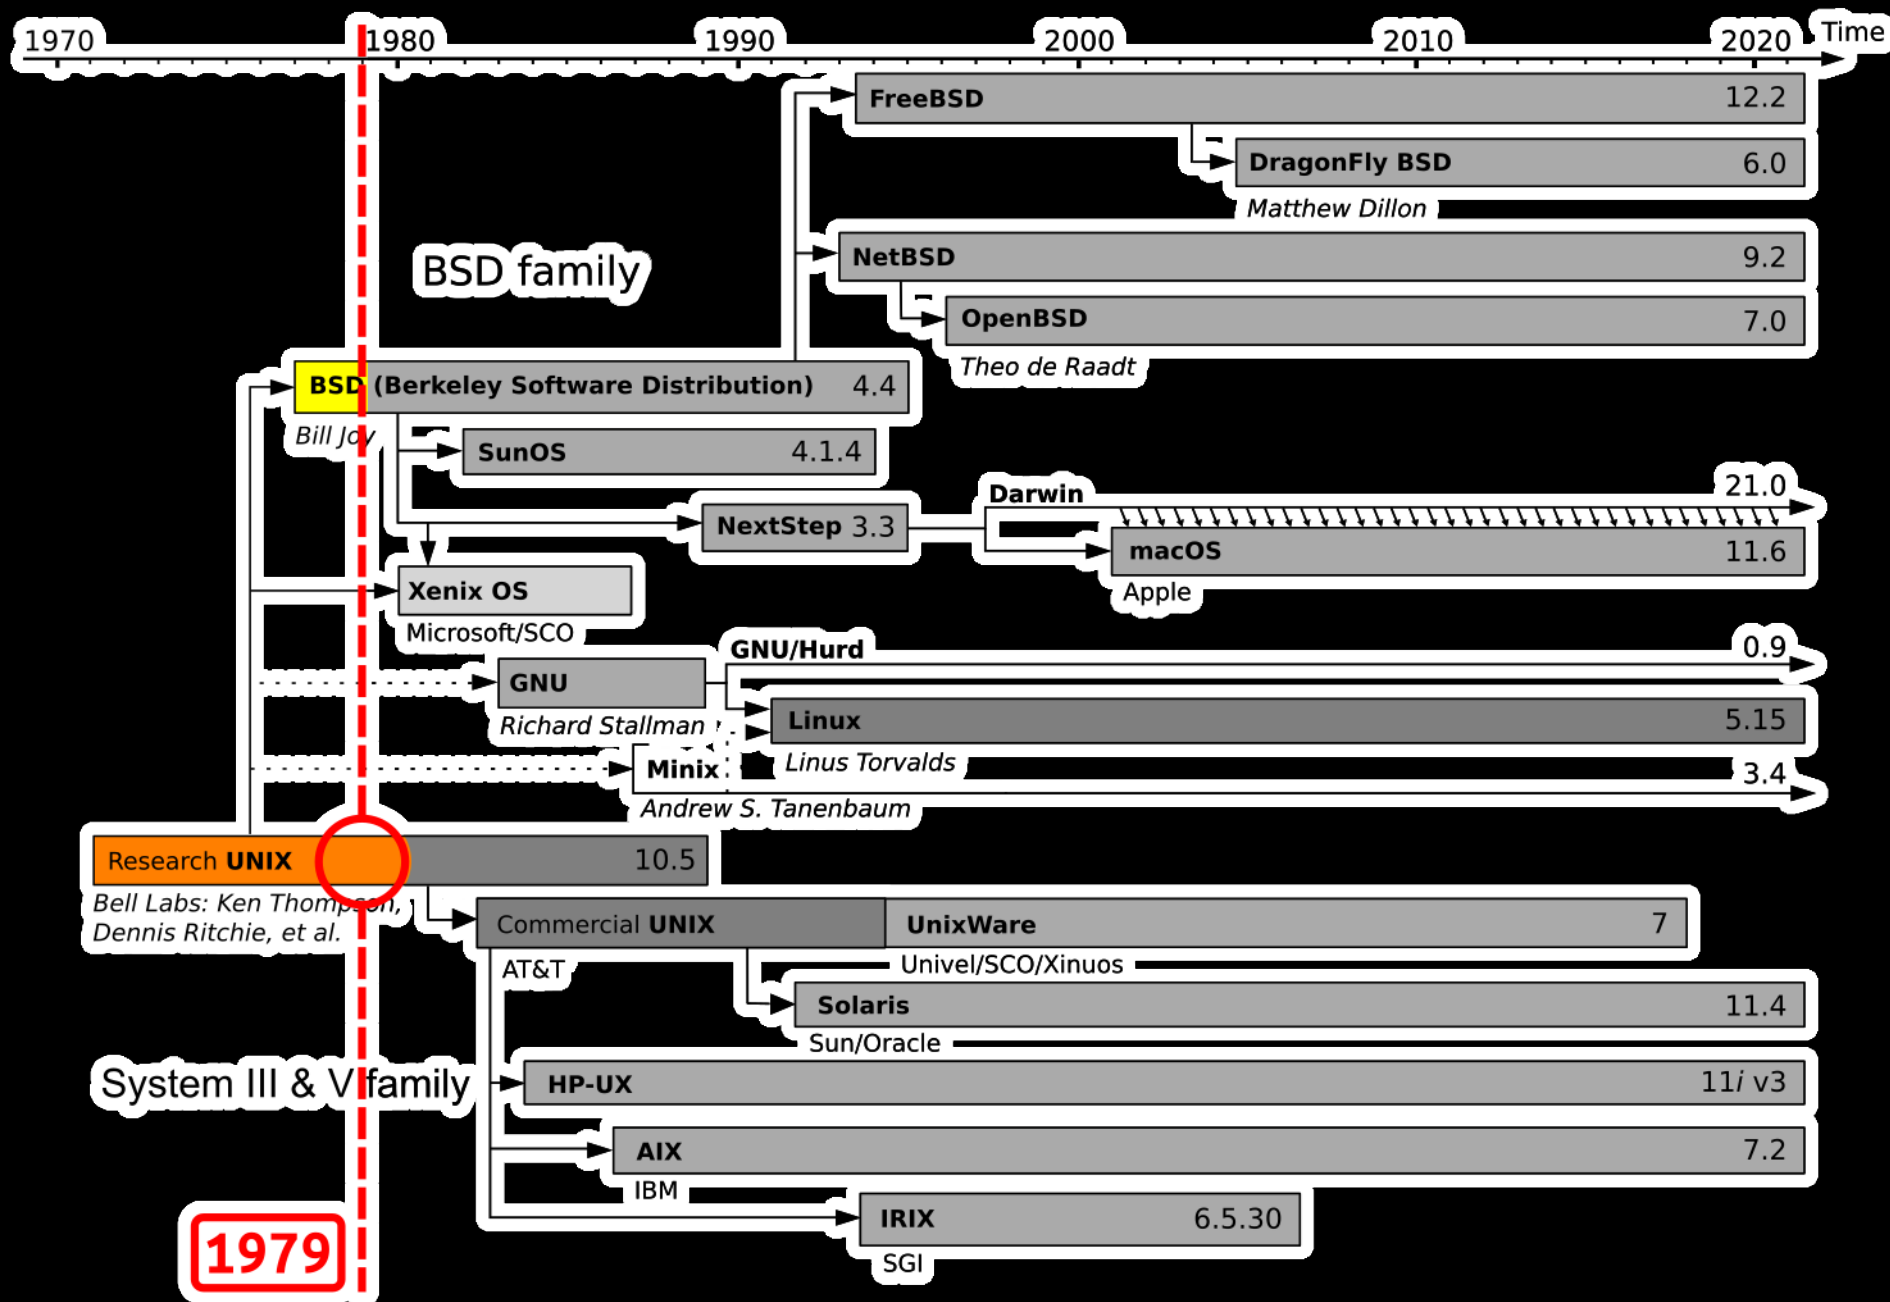 1970 1980 1990 2000 2010 2020 Time
FreeBSD 12.2
DragonFly BSD 6.0
Matthew Dillon
BSD family
NetBSD 9.2
OpenBSD 7.0
Theo de Raadt
BSD (Berkeley Software Distribution) 4.4
Bill Joy
SunOS 4.1.4
Darwin 21.0
NextStep 3.3
macOS 11.6
Apple
Xenix OS
Microsoft/SCO
GNU/Hurd 0.9
GNU
Richard Stallman
Linux 5.15
Linus Torvalds
Minix 3.4
Andrew S. Tanenbaum
Research UNIX 10.5
Bell Labs: Ken Thompson,
Dennis Ritchie, et al.
Commercial UNIX UnixWare 7
AT&T Univel/SCO/Xinuos
Solaris 11.4
Sun/Oracle
System III & V family
HP-UX 11i v3
AIX 7.2
IBM
IRIX 6.5.30
SGI
1979